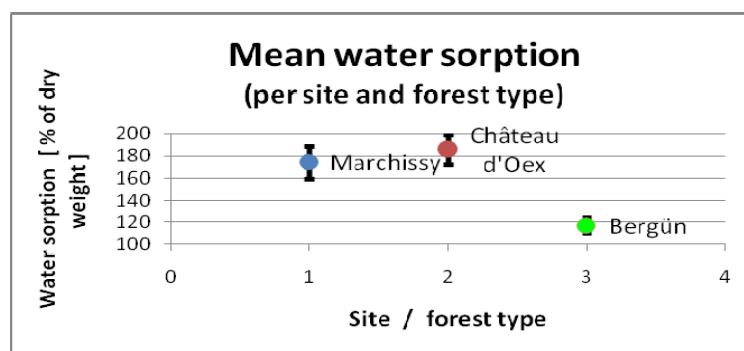 Mean water sorption
(per site and forest type)
Water sorption [% of dry
weight]
200
180
160
140
120
100
Marchissy
Château
d'Oex
Bergün
0
1
2
3
4
Site / forest type